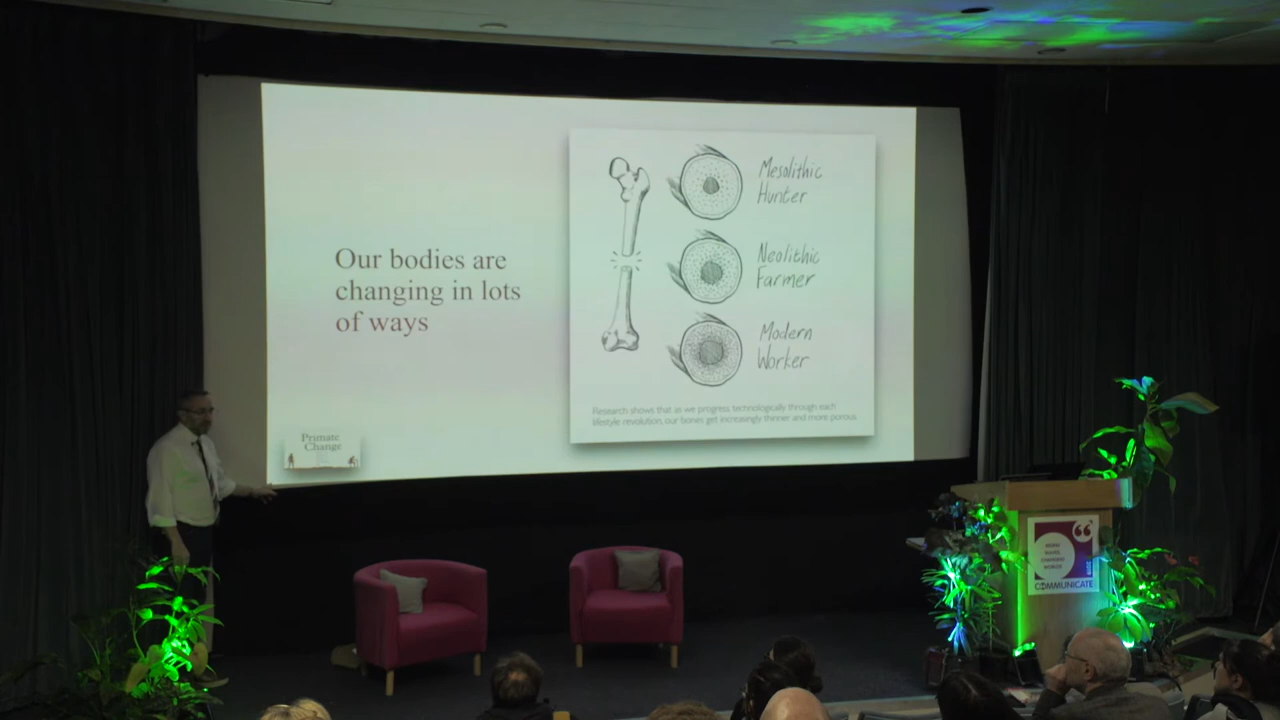 Our bodies are
changing in lots
of ways
Mesolithic
Hunter
Neolithic
Farmer
Modern
Worker
Research shows that as we progress technologically through each
lifestyle revolution, our bones get increasingly thinner and more porous
Primate
Change
COMMUNICATE
2019